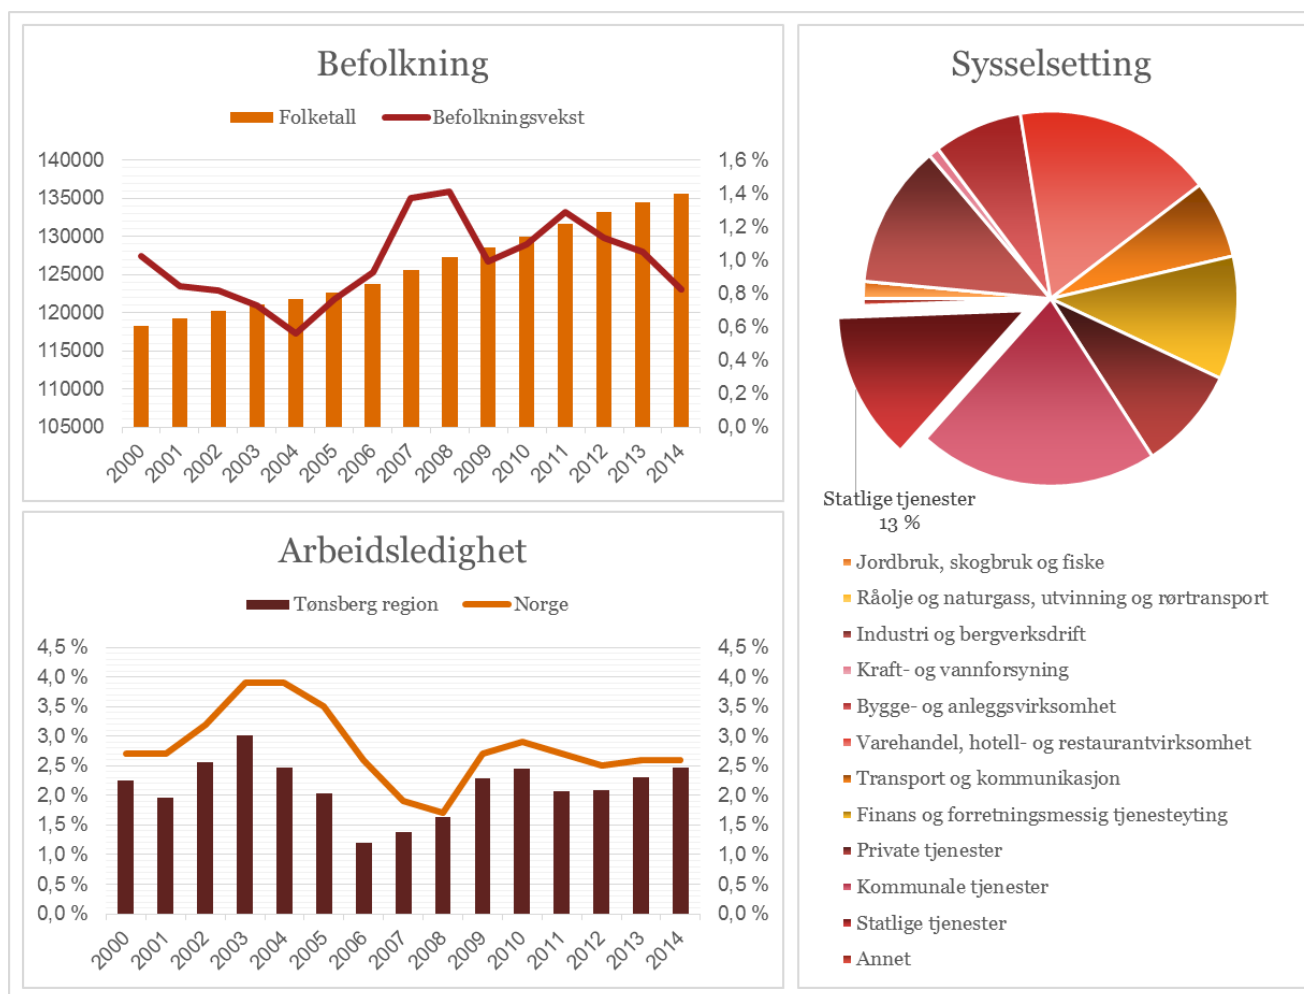 Befolkning
Folketall Befolkningsvekst
140000 1,6 %
135000 1,4 %
130000 1,2 %
125000 1,0 %
120000 0,8 %
115000 0,6 %
110000 0,4 %
105000 0,2 %
0,0 %
2000 2001 2002 2003 2004 2005 2006 2007 2008 2009 2010 2011 2012 2013 2014
Arbeidsledighet
Tønsberg region Norge
4,5 % 4,5 %
4,0 % 4,0 %
3,5 % 3,5 %
3,0 % 3,0 %
2,5 % 2,5 %
2,0 % 2,0 %
1,5 % 1,5 %
1,0 % 1,0 %
0,5 % 0,5 %
0,0 % 0,0 %
2000 2001 2002 2003 2004 2005 2006 2007 2008 2009 2010 2011 2012 2013 2014
Sysselsetting
Statlige tjenester
13 %
Jordbruk, skogbruk og fiske
Råolje og naturgass, utvinning og rørtransport
Industri og bergverksdrift
Kraft- og vannforsyning
Bygge- og anleggsvirksomhet
Varehandel, hotell- og restaurantvirksomhet
Transport og kommunikasjon
Finans og forretningsmessig tjenesteyting
Private tjenester
Kommunale tjenester
Statlige tjenester
Annet